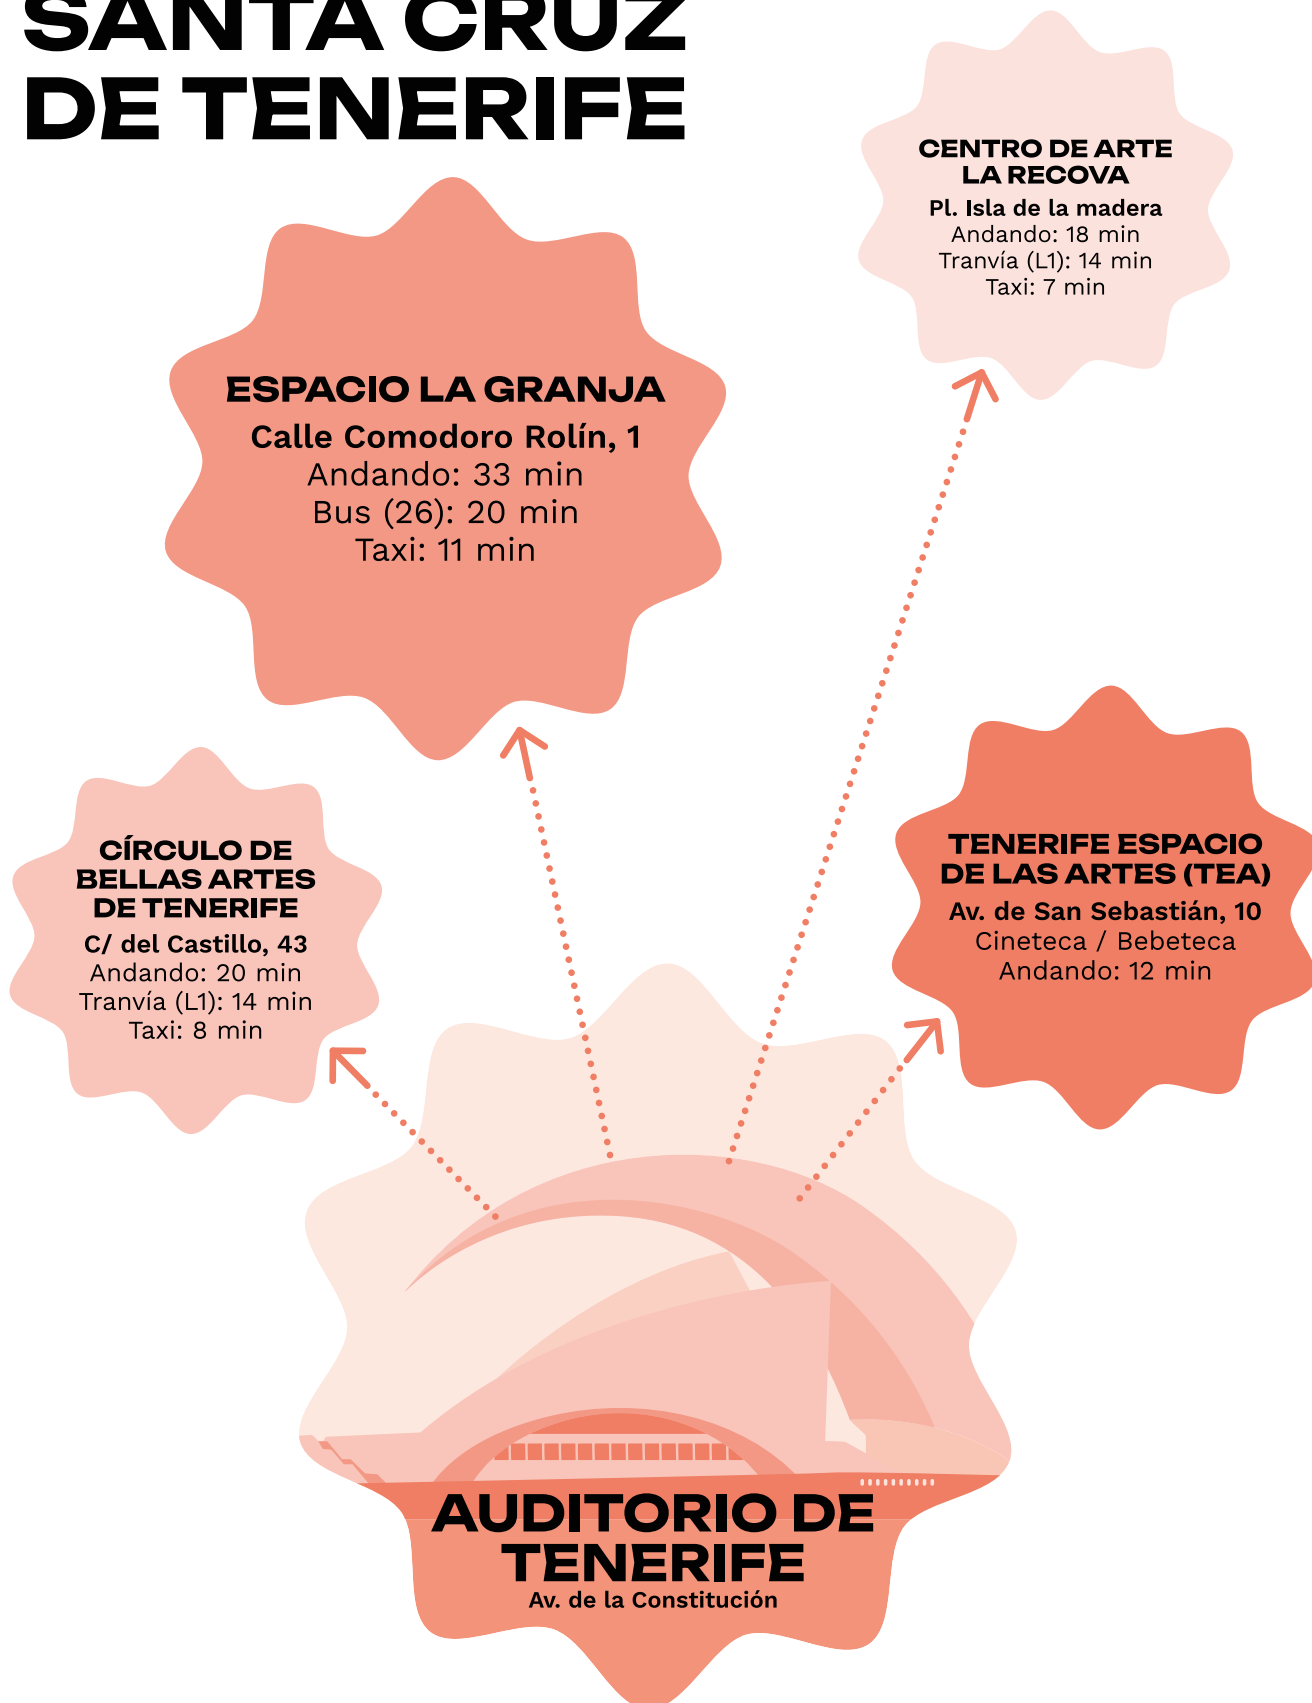 SANTA CRUZ
DE TENERIFE
CENTRO DE ARTE
LA RECOVA
Pl. Isla de la madera
Andando: 18 min
Tranvía (L1): 14 min
Taxi: 7 min
ESPACIO LA GRANJA
Calle Comodoro Rolín, 1
Andando: 33 min
Bus (26): 20 min
Taxi: 11 min
CÍRCULO DE
BELLAS ARTES
DE TENERIFE
C/ del Castillo, 43
Andando: 20 min
Tranvía (L1): 14 min
Taxi: 8 min
TENERIFE ESPACIO
DE LAS ARTES (TEA)
Av. de San Sebastián, 10
Cineteca / Bebeteca
Andando: 12 min
AUDITORIO DE
TENERIFE
Av. de la Constitución